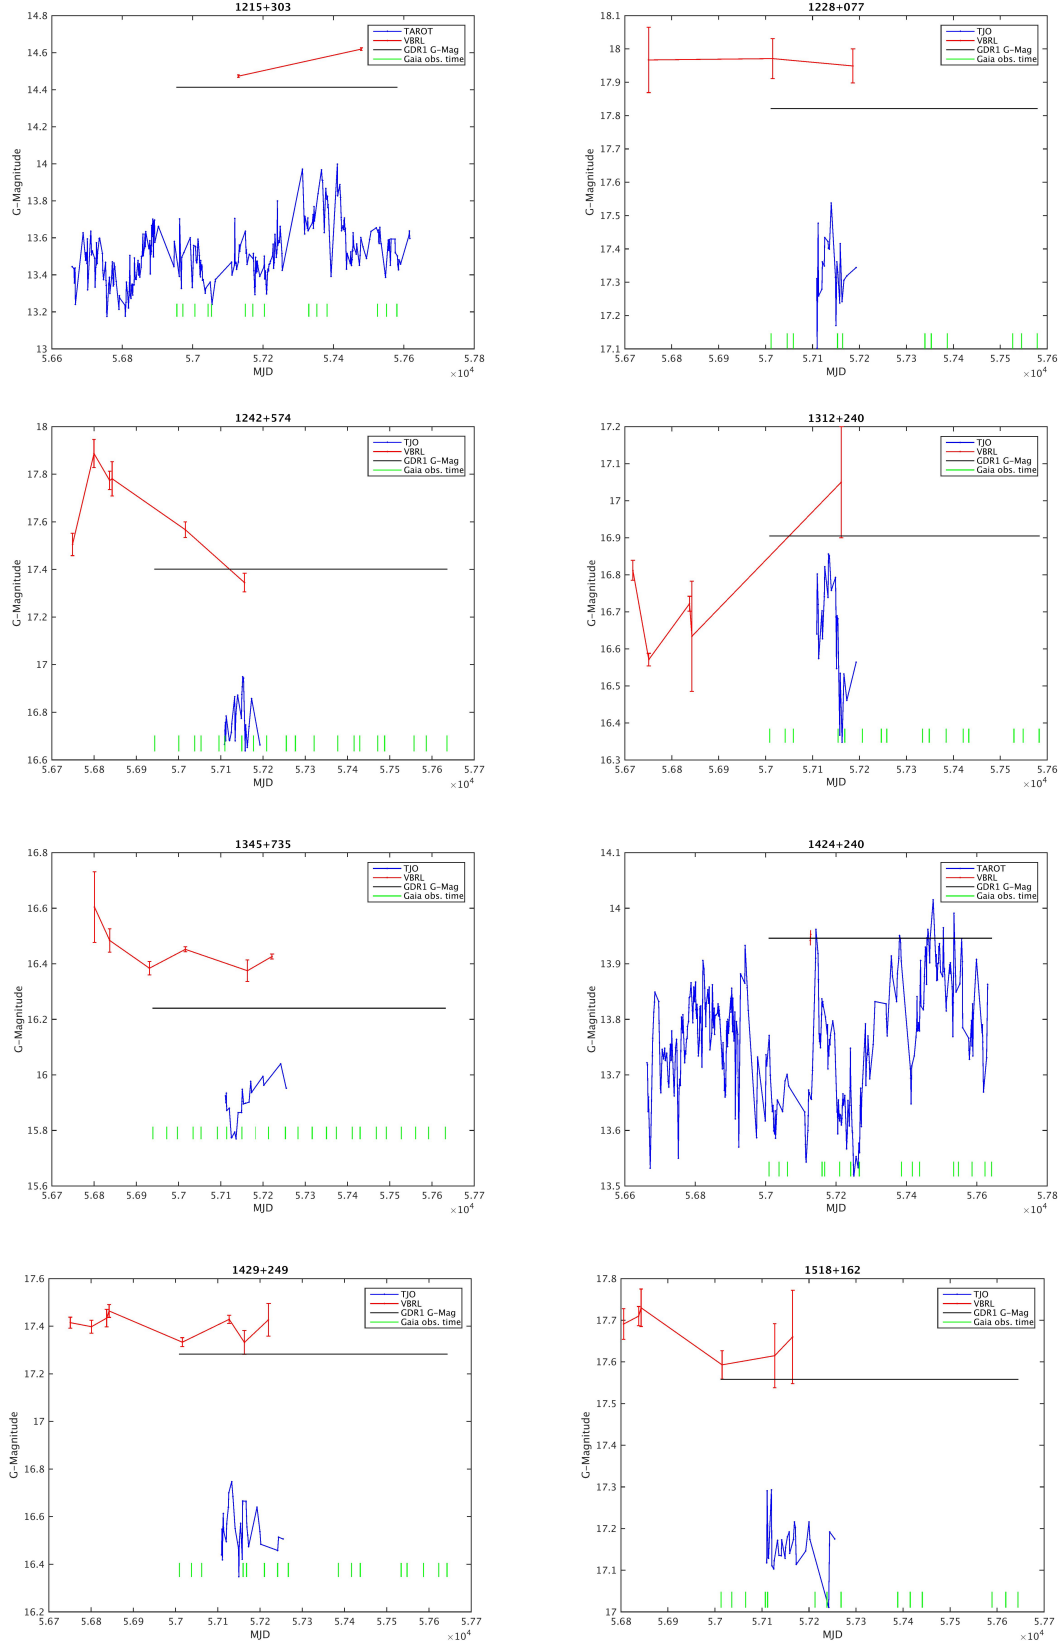 1215+303
14.8
14.6
14.4
14.2
14
13.8
13.6
13.4
13.2
13
G−Magnitude
TAROT
VBRL
GDR1 G-Mag
Gaia obs. time
5.66 5.68 5.7 5.72 5.74 5.76 5.78
MJD
×10⁴
1228+077
18.1
18
17.9
17.8
17.7
17.6
17.5
17.4
17.3
17.2
17.1
G−Magnitude
TJO
VBRL
GDR1 G-Mag
Gaia obs. time
5.67 5.68 5.69 5.7 5.71 5.72 5.73 5.74 5.75 5.76
MJD
×10⁴
1242+574
18
17.8
17.6
17.4
17.2
17
16.8
16.6
G−Magnitude
TJO
VBRL
GDR1 G-Mag
Gaia obs. time
5.67 5.68 5.69 5.7 5.71 5.72 5.73 5.74 5.75 5.76 5.77
MJD
×10⁴
1312+240
17.2
17.1
17
16.9
16.8
16.7
16.6
16.5
16.4
16.3
G−Magnitude
TJO
VBRL
GDR1 G-Mag
Gaia obs. time
5.67 5.68 5.69 5.7 5.71 5.72 5.73 5.74 5.75 5.76
MJD
×10⁴
1345+735
16.8
16.6
16.4
16.2
16
15.8
15.6
G−Magnitude
TJO
VBRL
GDR1 G-Mag
Gaia obs. time
5.67 5.68 5.69 5.7 5.71 5.72 5.73 5.74 5.75 5.76 5.77
MJD
×10⁴
1424+240
14.1
14
13.9
13.8
13.7
13.6
13.5
G−Magnitude
TAROT
VBRL
GDR1 G-Mag
Gaia obs. time
5.66 5.68 5.7 5.72 5.74 5.76 5.78
MJD
×10⁴
1429+249
17.6
17.4
17.2
17
16.8
16.6
16.4
16.2
G−Magnitude
TJO
VBRL
GDR1 G-Mag
Gaia obs. time
5.67 5.68 5.69 5.7 5.71 5.72 5.73 5.74 5.75 5.76 5.77
MJD
×10⁴
1518+162
17.8
17.7
17.6
17.5
17.4
17.3
17.2
17.1
17
G−Magnitude
TJO
VBRL
GDR1 G-Mag
Gaia obs. time
5.68 5.69 5.7 5.71 5.72 5.73 5.74 5.75 5.76 5.77
MJD
×10⁴